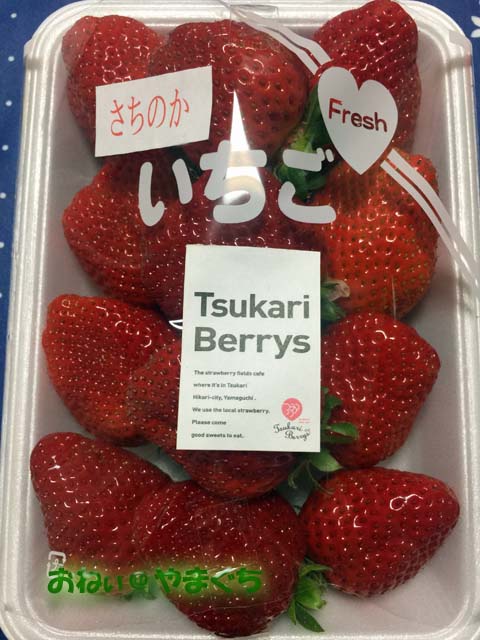 さちのか
Fresh
いちご
Tsukari
Berrys
The strawberry fields cafe
where it's in Tsukari
Hikari-city, Yamaguchi .
We use the local strawberry.
Please come
good sweets to eat.
Tsukari
Berrys
おねぃ@やまぐち